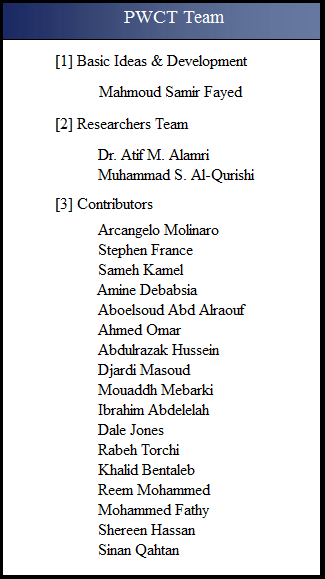 PWCT Team
[1] Basic Ideas & Development
Mahmoud Samir Fayed
[2] Researchers Team
Dr. Atif M. Alamri
Muhammad S. Al-Qurishi
[3] Contributors
Arcangelo Molinaro
Stephen France
Sameh Kamel
Amine Debabsia
Aboelsoud Abd Alraouf
Ahmed Omar
Abdulrazak Hussein
Djardi Masoud
Mouaddh Mebarki
Ibrahim Abdelelah
Dale Jones
Rabeh Torchi
Khalid Bentaleb
Reem Mohammed
Mohammed Fathy
Shereen Hassan
Sinan Qahtan